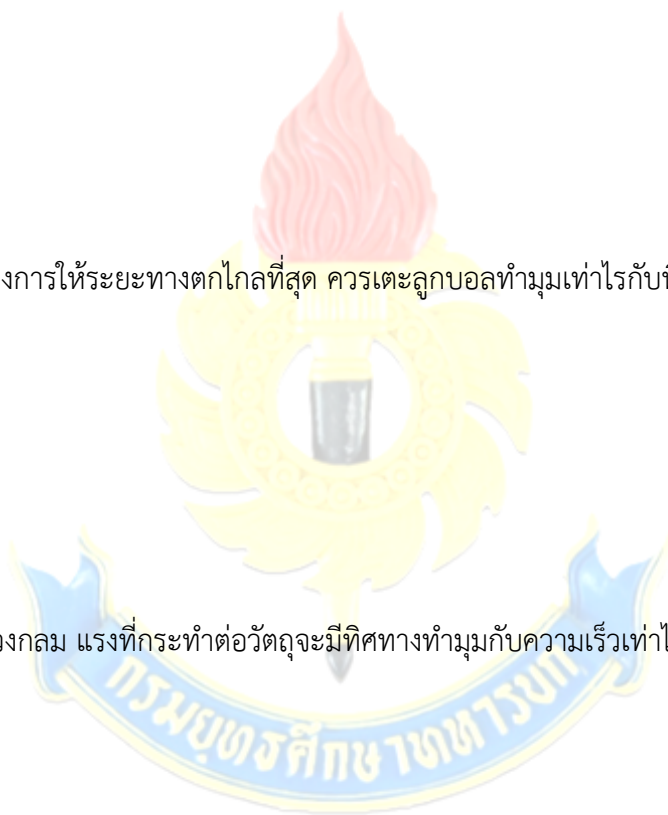 งการให้ระยะทางตกไกลที่สุด ควรเตะลูกบอลทำมุมเท่าไรกับ
งกลม แรงที่กระทำต่อวัตถุจะมีทิศทางทำมุมกับความเร็วเท่า
กรมยุทธศึกษาทหารบก